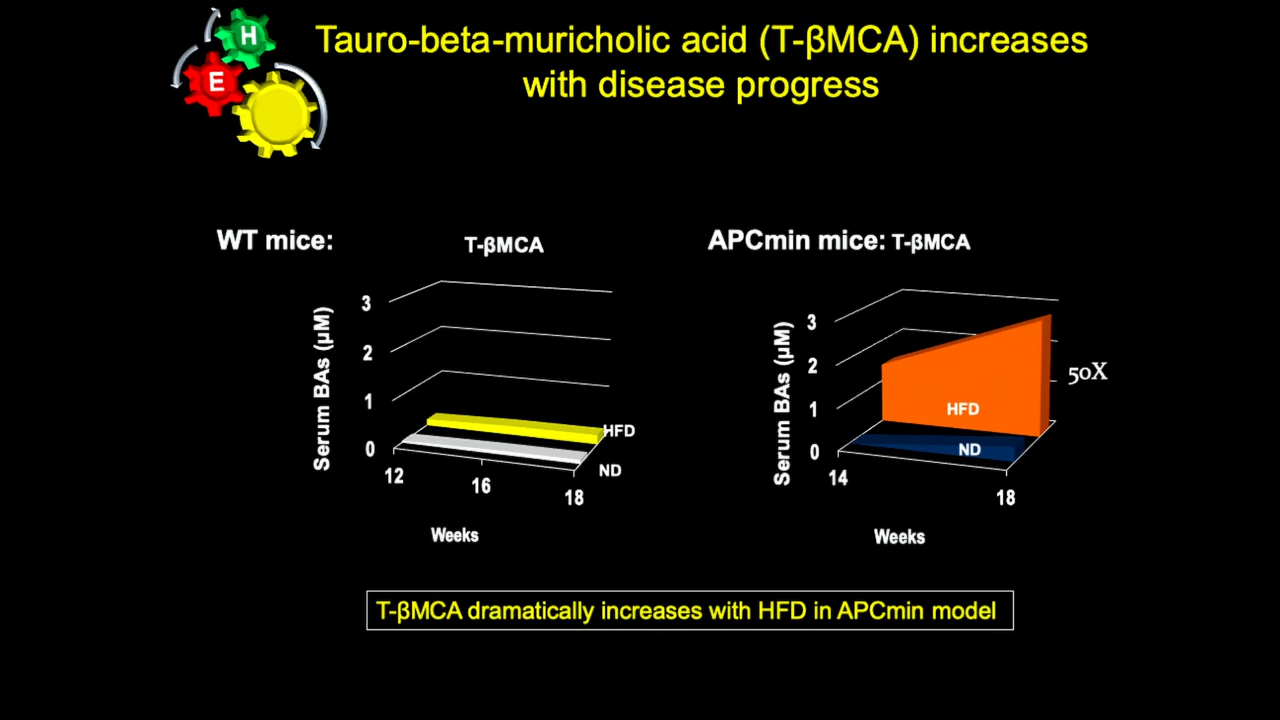 H
E
Tauro-beta-muricholic acid (T-βMCA) increases
with disease progress
WT mice:
T-βMCA
3
2
1
0
Serum BAs (µM)
12
16
18
HFD
ND
Weeks
APCmin mice: T-βMCA
3
2
1
0
Serum BAs (µM)
14
18
HFD
ND
50X
Weeks
T-βMCA dramatically increases with HFD in APCmin model